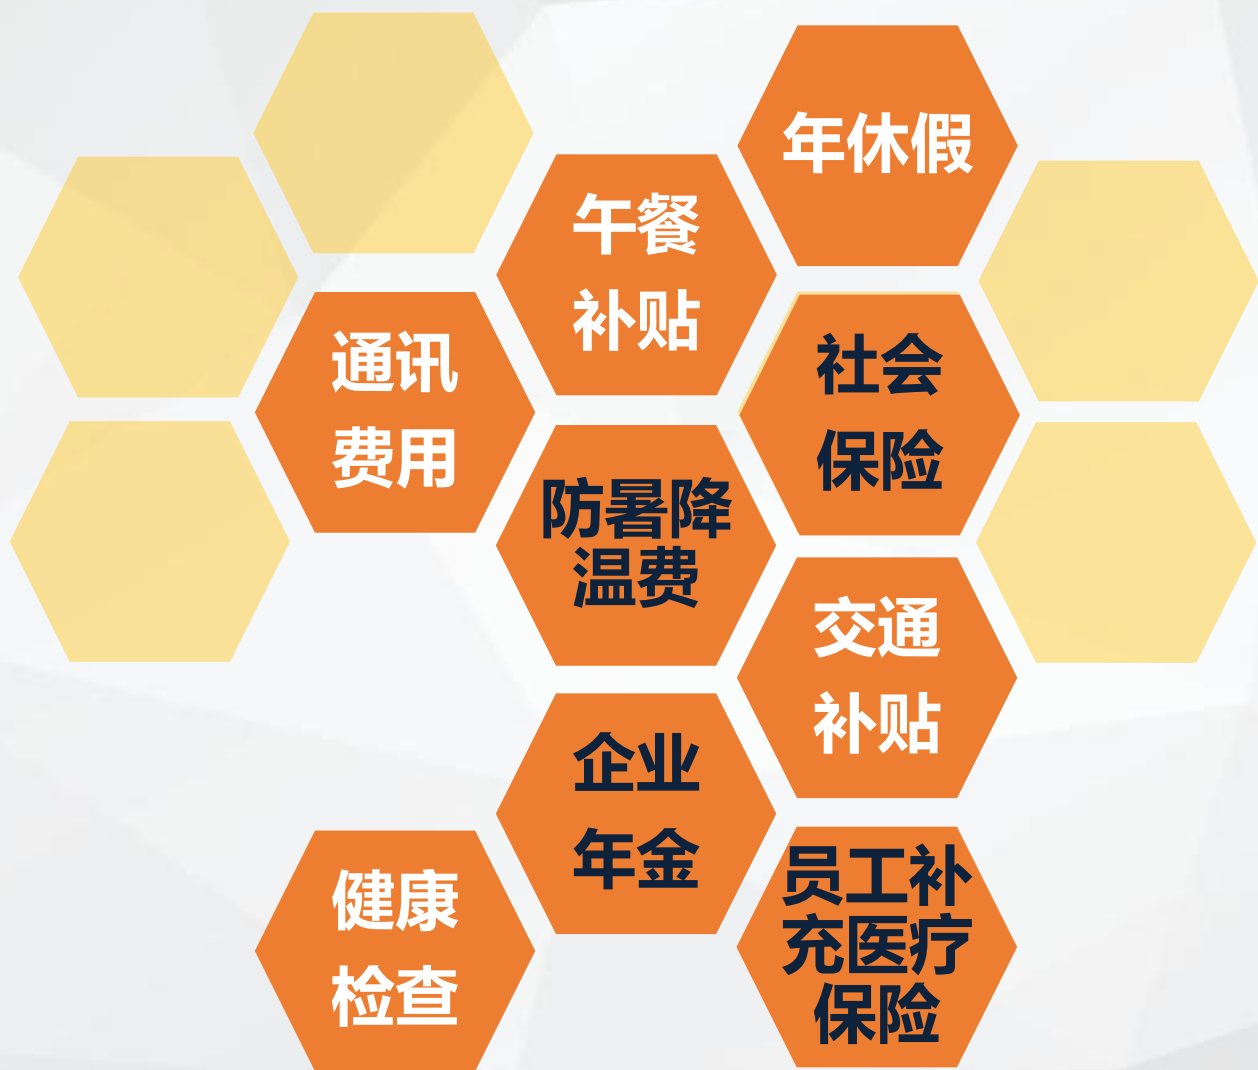 年休假
午餐
补贴
通讯
费用
社会
保险
防暑降
温费
交通
补贴
企业
年金
健康
检查
员工补
充医疗
保险